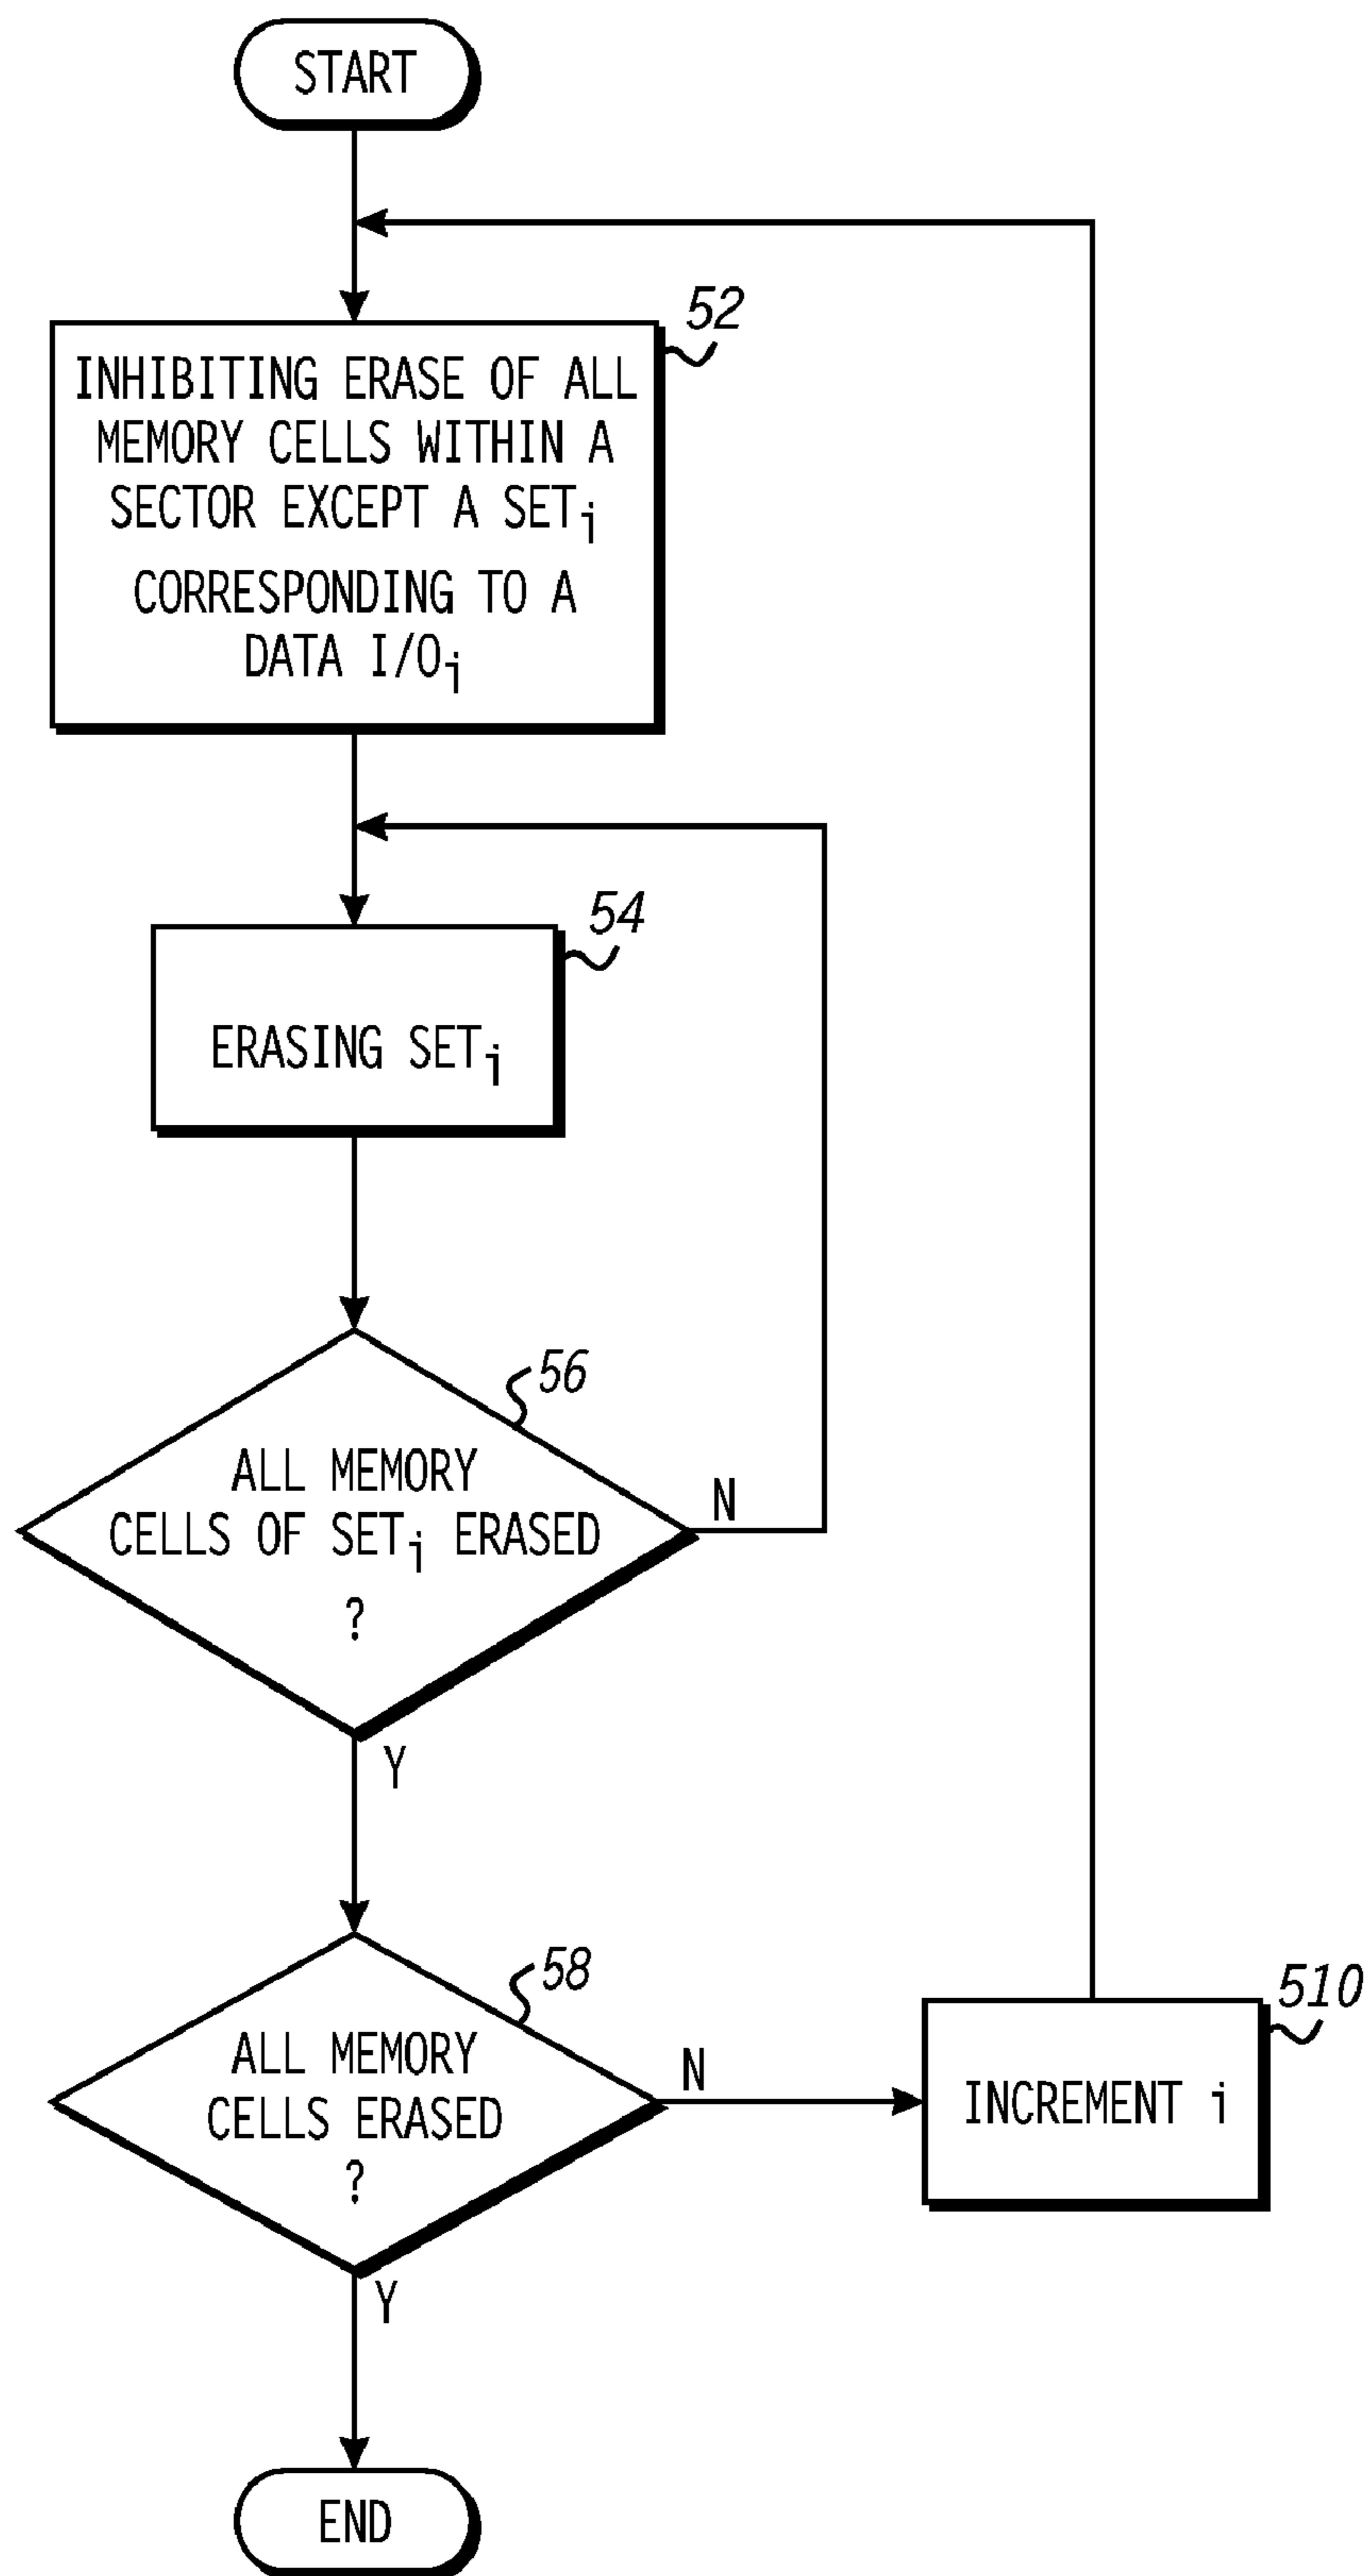 START
52
INHIBITING ERASE OF ALL
MEMORY CELLS WITHIN A
SECTOR EXCEPT A SETi
CORRESPONDING TO A
DATA I/Oi
54
ERASING SETi
56
ALL MEMORY
CELLS OF SETi ERASED
?
N
Y
58
ALL MEMORY
CELLS ERASED
?
N
510
INCREMENT i
Y
END